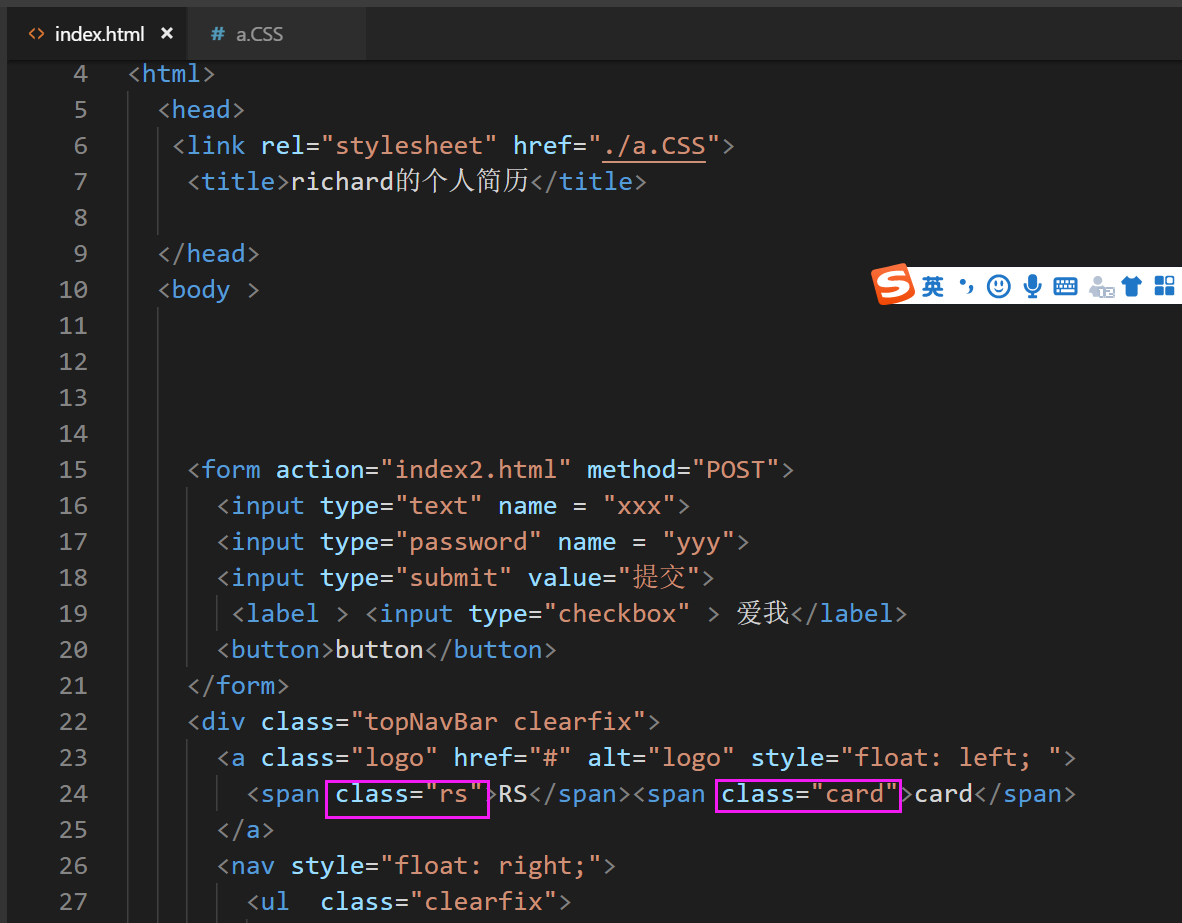 index.html × # a.CSS
4 <html>
5 <head>
6 <link rel="stylesheet" href="./a.CSS">
7 <title>richard的个人简历</title>
8
9 </head>
10 <body >
11
12
13
14
15 <form action="index2.html" method="POST">
16 <input type="text" name = "xxx">
17 <input type="password" name = "yyy">
18 <input type="submit" value="提交">
19 <label > <input type="checkbox" > 爱我</label>
20 <button>button</button>
21 </form>
22 <div class="topNavBar clearfix">
23 <a class="logo" href="#" alt="logo" style="float: left; ">
24 <span class="rs">RS</span><span class="card">card</span>
25 </a>
26 <nav style="float: right;">
27 <ul  class="clearfix">
S 英
12